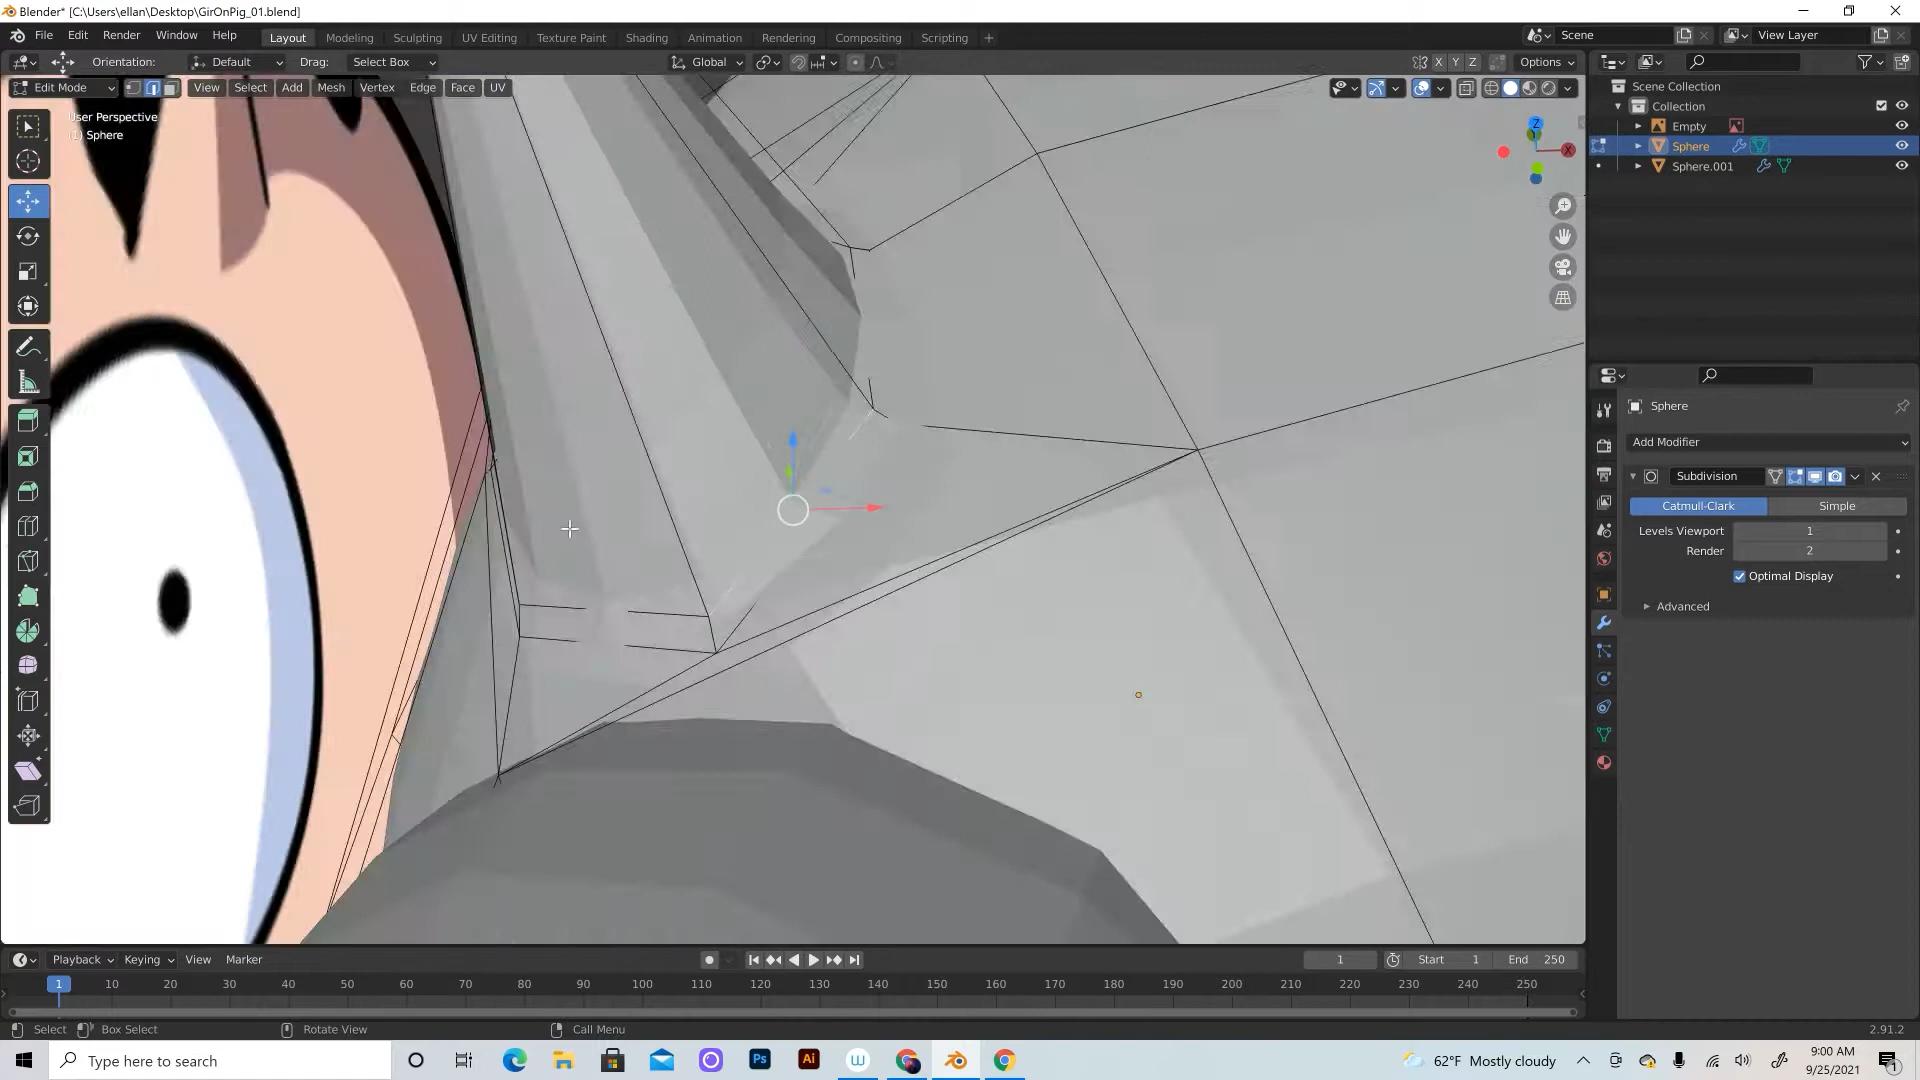 Blender* [C:\Users\ellan\Desktop\GirOnPig_01.blend]
File Edit Render Window Help Layout Modeling Sculpting UV Editing Texture Paint Shading Animation Rendering Compositing Scripting + Scene View Layer
Orientation: Default Drag: Select Box Global X Y Z Options
Edit Mode View Select Add Mesh Vertex Edge Face UV
User Perspective
(1) Sphere
Z
X
Scene Collection
Collection
Empty
Sphere
Sphere.001
Sphere
Add Modifier
Subdivision
Catmull-Clark Simple
Levels Viewport 1
Render 2
Optimal Display
Advanced
Playback Keying View Marker 1 Start 1 End 250
1 10 20 30 40 50 60 70 80 90 100 110 120 130 140 150 160 170 180 190 200 210 220 230 240 250
Select Box Select Rotate View Call Menu 2.91.2
Type here to search Ps Ai W 62°F Mostly cloudy 9:00 AM
9/25/2021 1